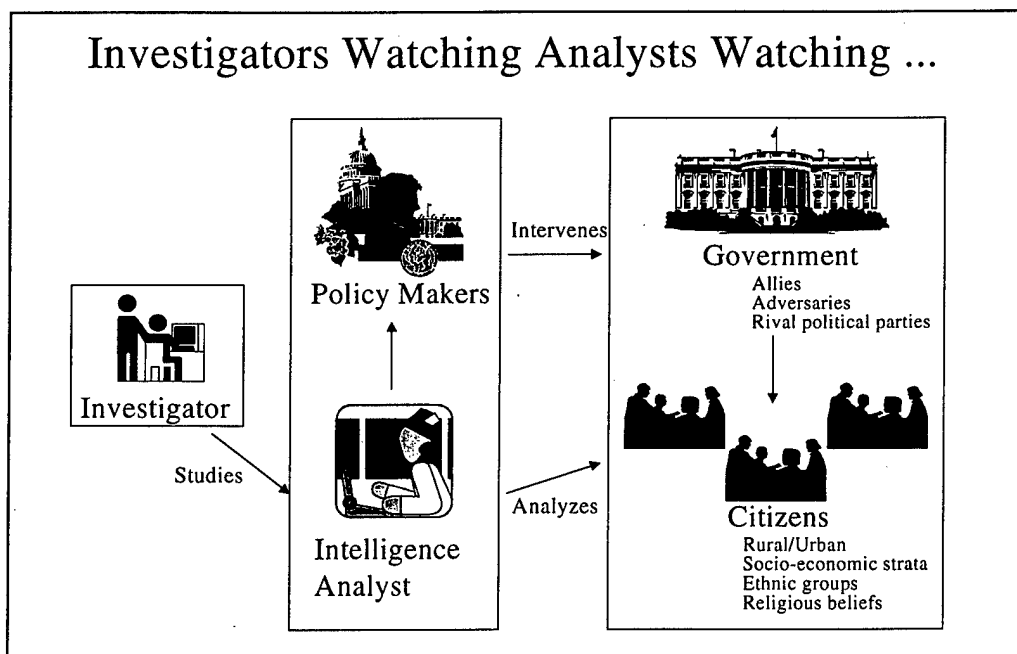 Investigators Watching Analysts Watching ...
Investigator
Studies
Policy Makers
Intelligence
Analyst
Intervenes
Analyzes
Government
Allies
Adversaries
Rival political parties
Citizens
Rural/Urban
Socio-economic strata
Ethnic groups
Religious beliefs